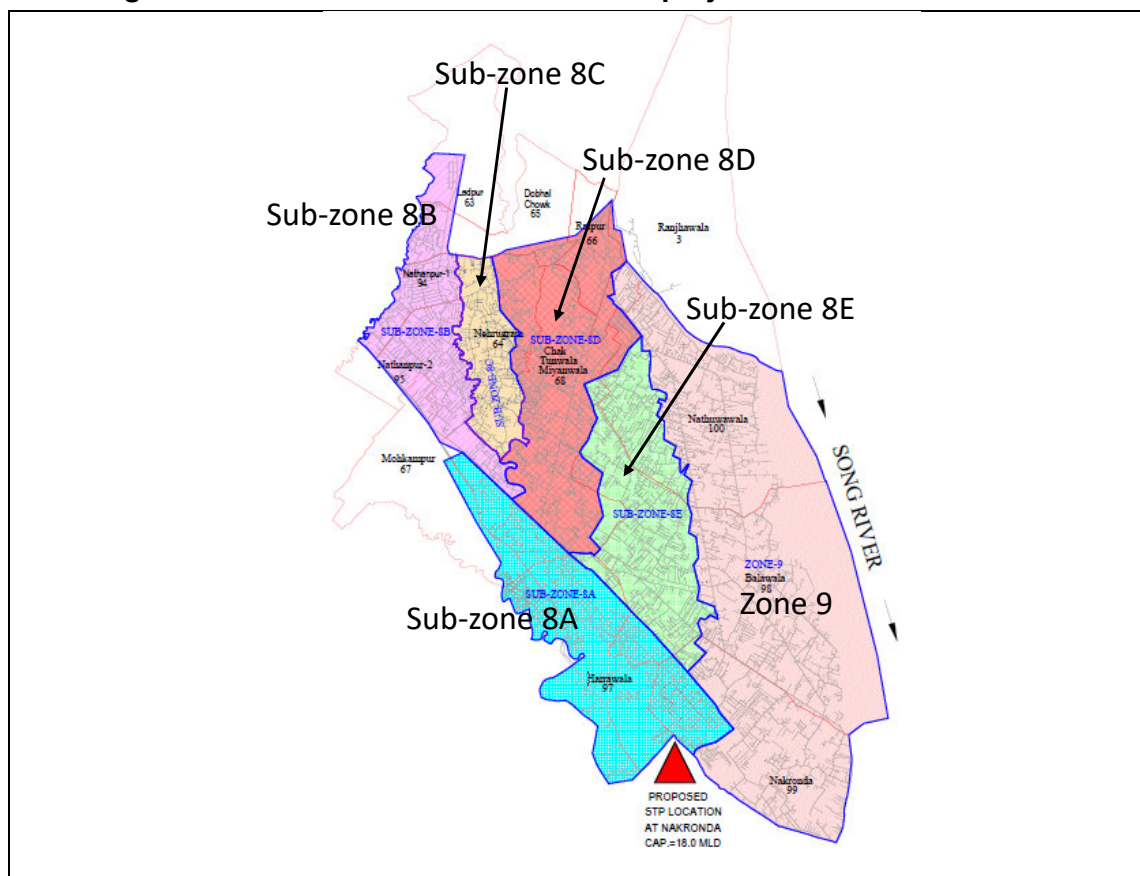 Sub-zone 8C
Sub-zone 8D
Sub-zone 8B
Ladpur
63
Dobhal
Chowk
65
Raipur
66
Ranjhawala
3
Nathanpur-1
94
SUB-ZONE-8B
Nathanpur-2
95
Nehrugram
64
SUB-ZONE-8C
SUB-ZONE-8D
Chak
Tunwala
Miyanwala
68
Sub-zone 8E
Nathuwawala
100
Mohkampur
67
SONG RIVER
SUB-ZONE-8E
SUB-ZONE-8A
Sub-zone 8A
ZONE-9
Balawala
98
Zone 9
Harrawala
97
Nakronda
99
PROPOSED
STP LOCATION
AT NAKRONDA
CAP.=18.0 MLD